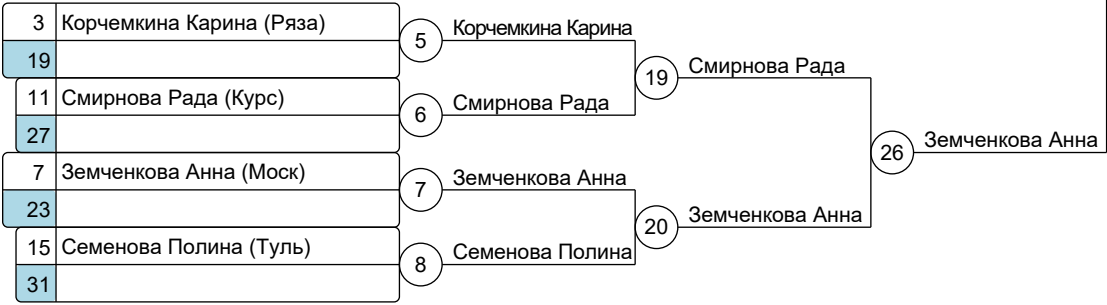 3 Корчемкина Карина (Ряза)
19
5
Корчемкина Карина
11 Смирнова Рада (Курс)
27
6
Смирнова Рада
19
Смирнова Рада
7 Земченкова Анна (Моск)
23
7
Земченкова Анна
15 Семенова Полина (Туль)
31
8
Семенова Полина
20
Земченкова Анна
26
Земченкова Анна